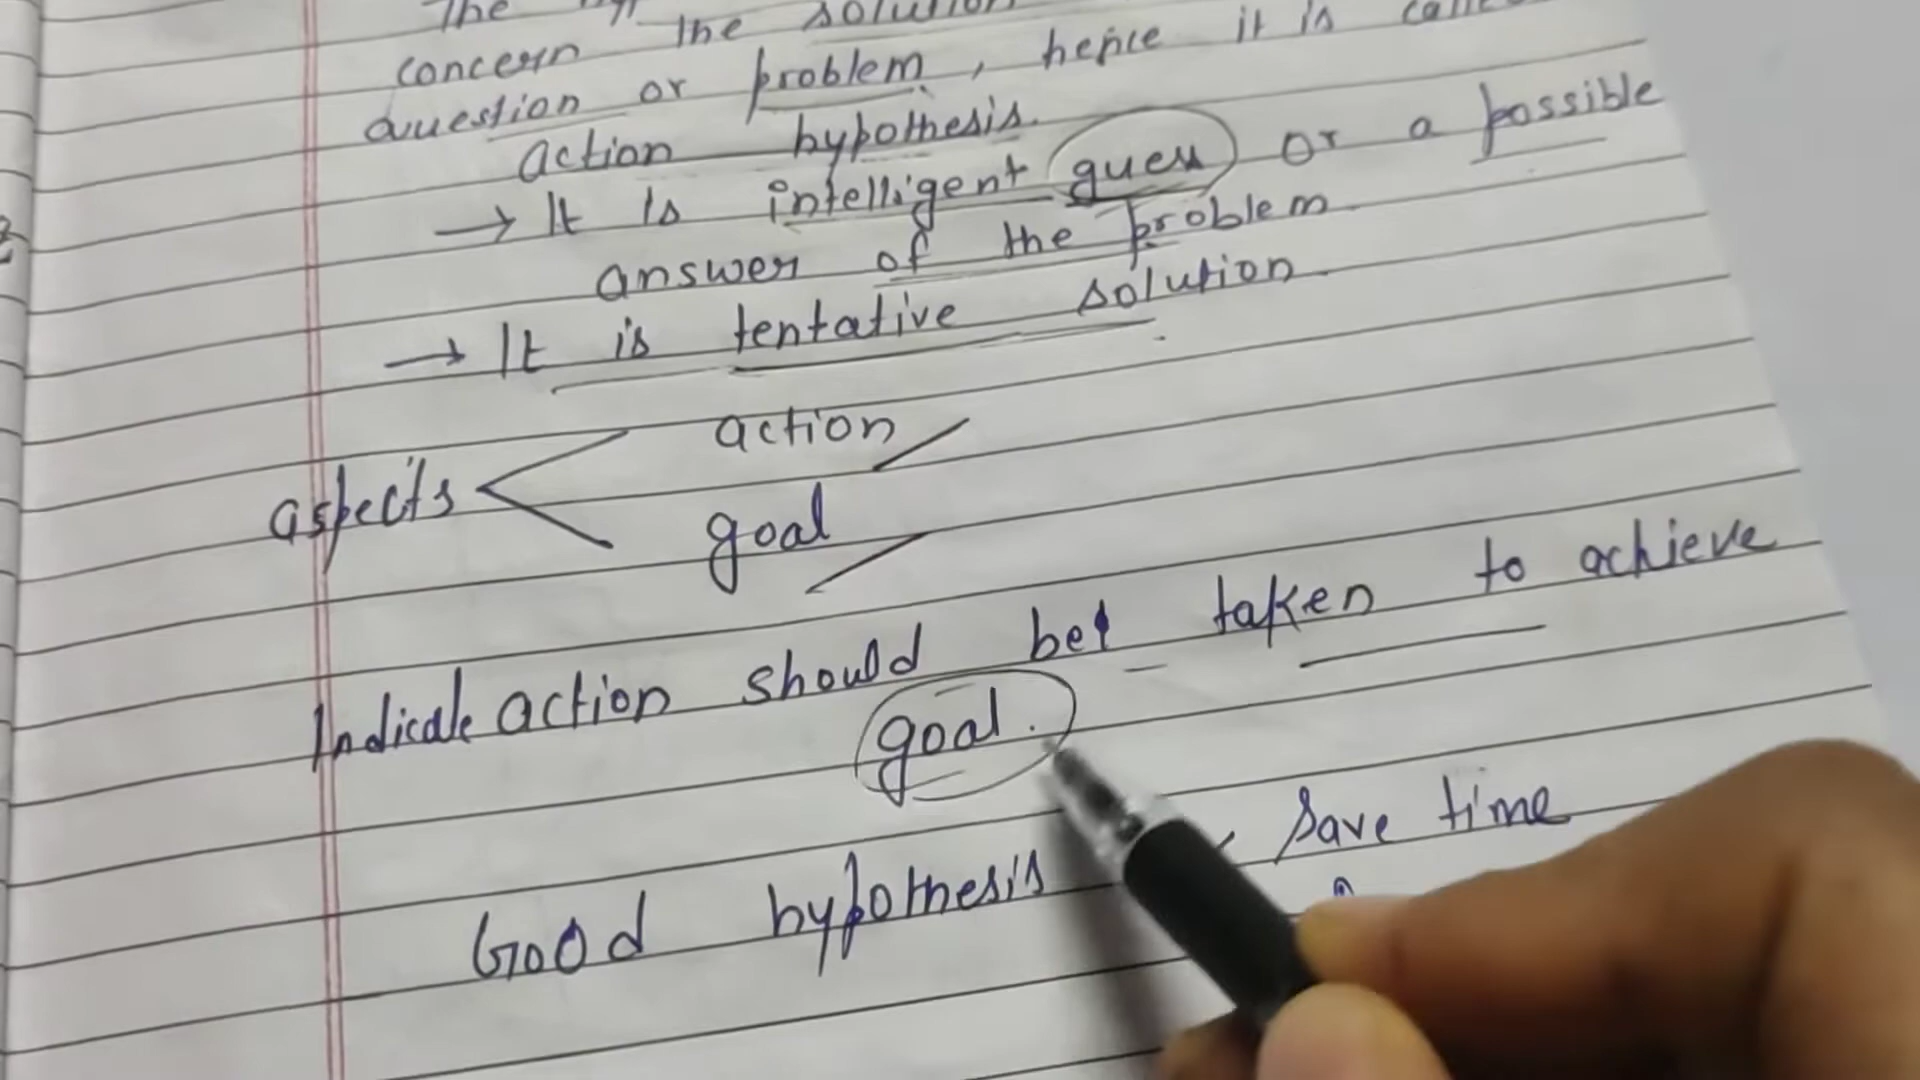 The solution
concern the
question or problem, hence it is
action hypothesis.
→ It is intelligent guess or a possible
answer of the problem.
→ It is tentative solution.
action
aspects
goal
Indicate action should be taken to achieve
goal.
save time
Good hypothesis